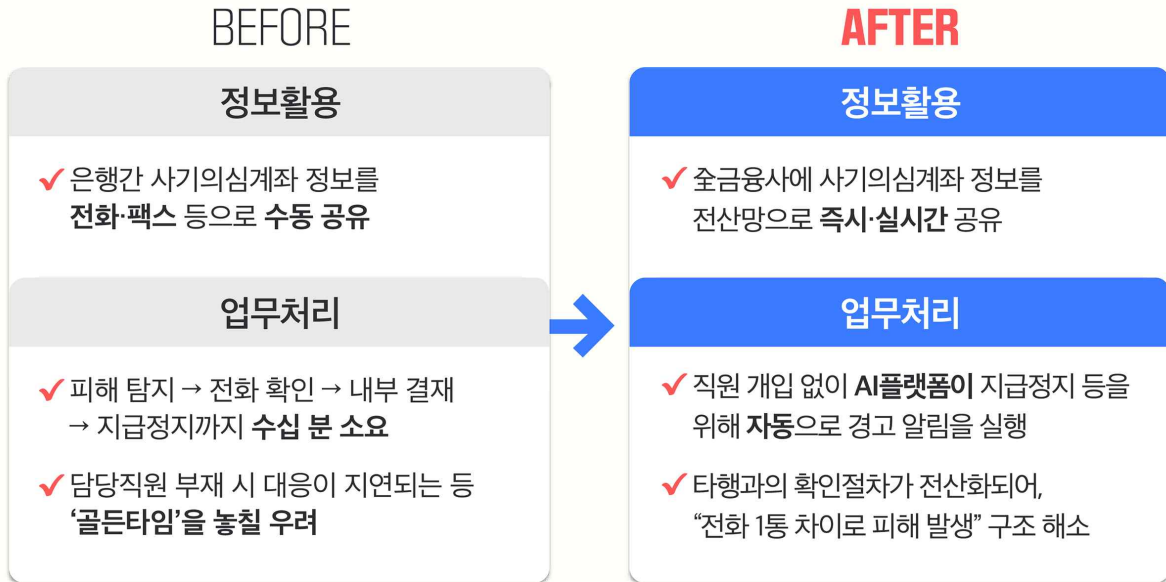 BEFORE
정보활용
은행간 사기의심계좌 정보를
전화·팩스 등으로 수동 공유
업무처리
피해 탐지 → 전화 확인 → 내부 결재
→ 지급정지까지 수십 분 소요
담당직원 부재 시 대응이 지연되는 등
‘골든타임’을 놓칠 우려
AFTER
정보활용
全금융사에 사기의심계좌 정보를
전산망으로 즉시·실시간 공유
업무처리
직원 개입 없이 AI플랫폼이 지급정지 등을
위해 자동으로 경고 알림을 실행
타행과의 확인절차가 전산화되어,
“전화 1통 차이로 피해 발생” 구조 해소